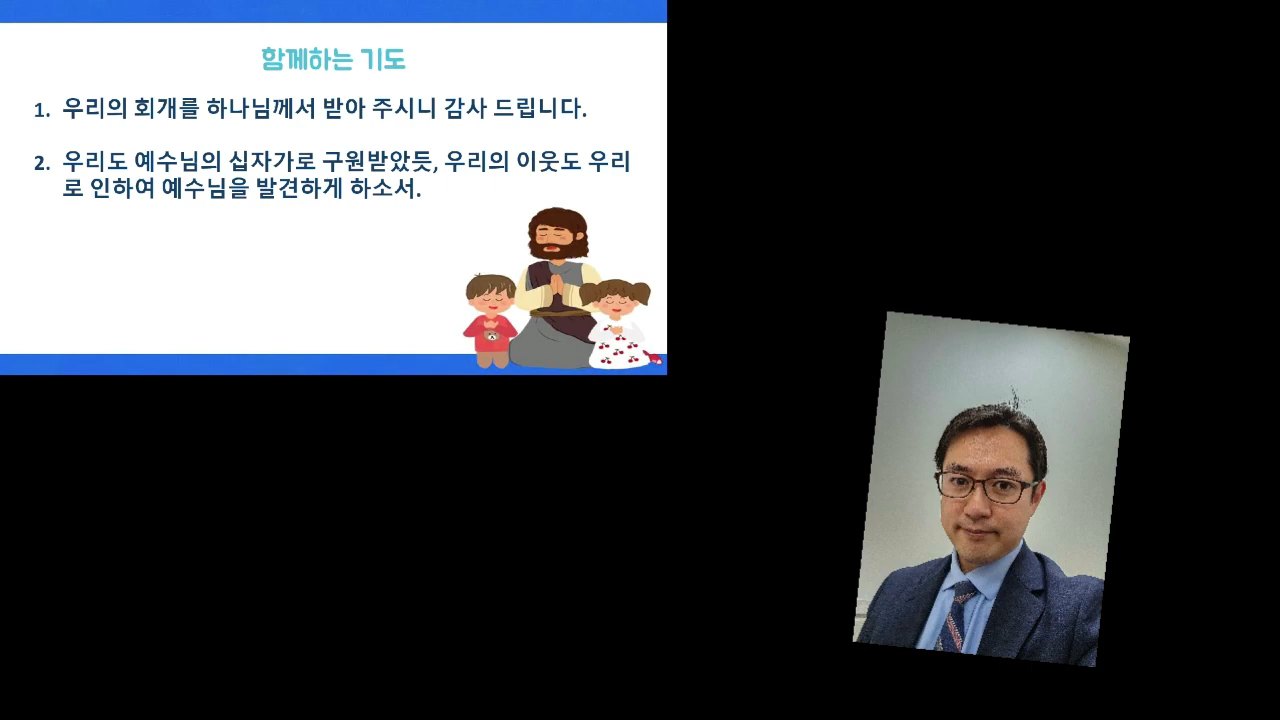 함께하는 기도
1. 우리의 회개를 하나님께서 받아 주시니 감사 드립니다.
2. 우리도 예수님의 십자가로 구원받았듯, 우리의 이웃도 우리
로 인하여 예수님을 발견하게 하소서.